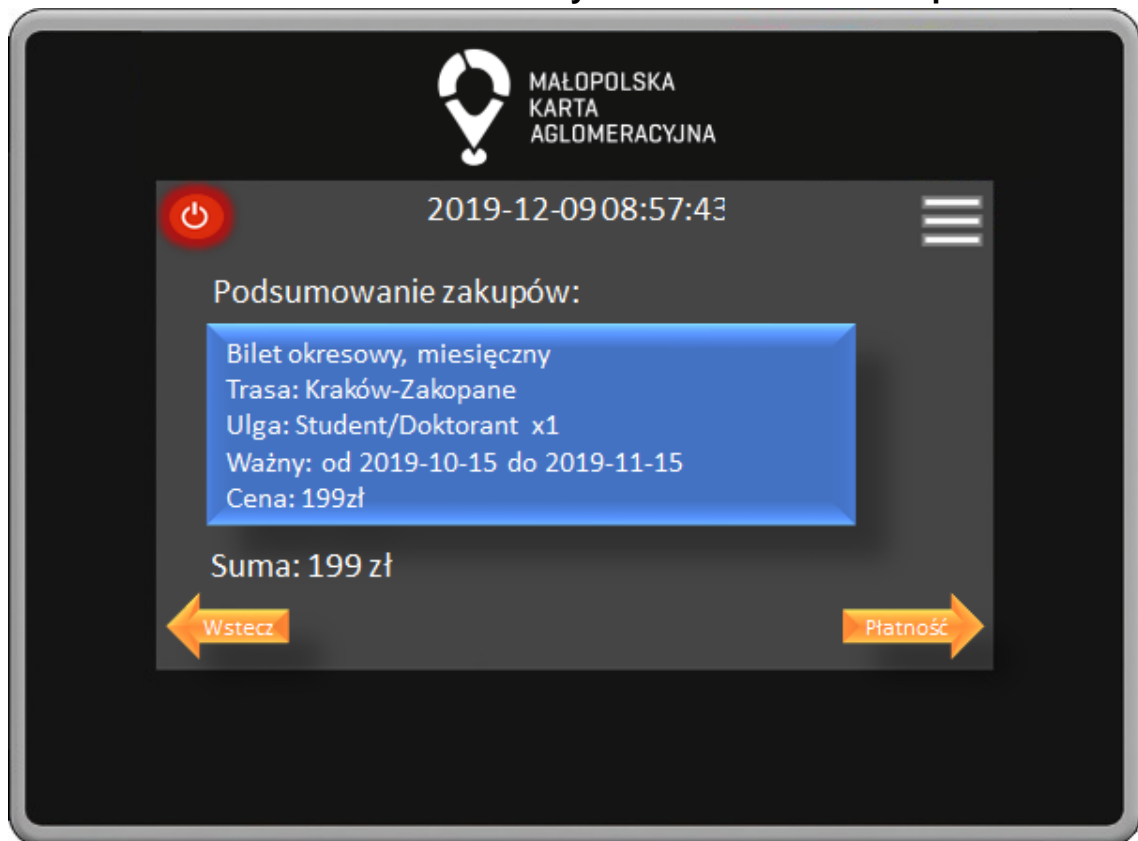 MAŁOPOLSKA
KARTA
AGLOMERACYJNA
2019-12-09 08:57:43
Podsumowanie zakupów:
Bilet okresowy, miesięczny
Trasa: Kraków-Zakopane
Ulga: Student/Doktorant x1
Ważny: od 2019-10-15 do 2019-11-15
Cena: 199zł
Suma: 199 zł
Wstecz
Płatność